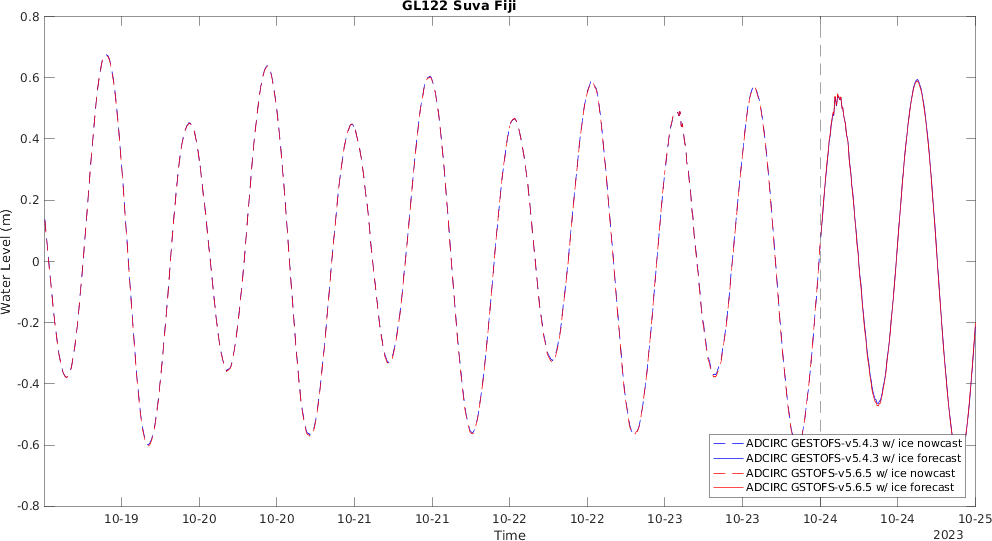 GL122 Suva Fiji
0.8
0.6
0.4
0.2
0
-0.2
-0.4
-0.6
-0.8
Water Level (m)
ADCIRC GESTOFS-v5.4.3 w/ ice nowcast
ADCIRC GESTOFS-v5.4.3 w/ ice forecast
ADCIRC GSTOFS-v5.6.5 w/ ice nowcast
ADCIRC GSTOFS-v5.6.5 w/ ice forecast
10-19 10-20 10-20 10-21 10-21 10-22 10-22 10-23 10-23 10-24 10-24 10-25
Time
2023